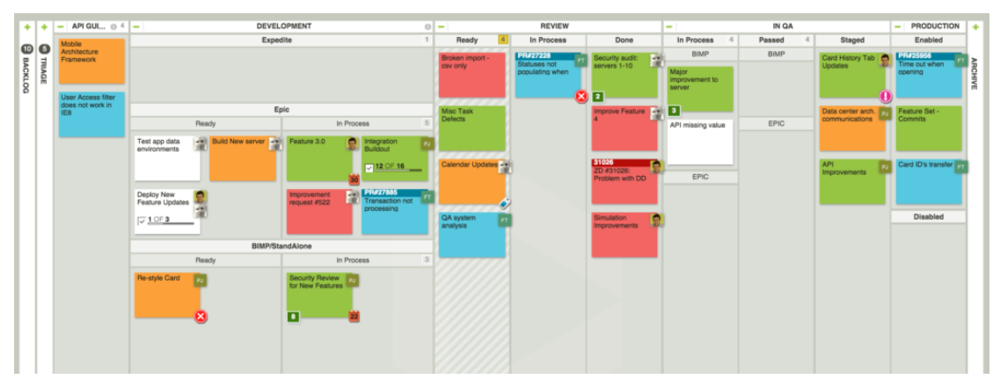 API GUI... 4
DEVELOPMENT
REVIEW
IN QA
PRODUCTION
10
BACKLOG
5
TRIAGE
Expedite 1
Ready 4
In Process
Done
In Process 4
Passed 4
Staged
Enabled
ARCHIVE
Mobile
Architecture
Framework
User Access filter
does not work in
IE8
Epic
Ready
In Process 5
Test app data
environments
Build New server
Feature 3.0
30
Integration
Buildout
PJ
12 OF 16
Deploy New
Feature Updates
1 OF 3
Improvement
request #522
PR#27885
Transaction not
processing
FT
BIMP/StandAlone
Ready
In Process 3
Re-style Card
PJ
Security Review
for New Features
PJ
8
22
Broken import -
csv only
Misc Task
Defects
Calendar Updates
QA system
analysis
FT
PR#27228
Statuses not
populating when
FT
Security audit:
servers 1-10
2
Improve Feature
4
31026
ZD #31026:
Problem with DD
Simulation
Improvements
BIMP
Major
improvement to
server
3
API missing value
EPIC
BIMP
EPIC
Card History Tab
Updates
Data center arch.
communications
PJ
API
Improvements
PJ
PR#25956
Time out when
opening
FT
Feature Set -
Commits
Card ID's transfer
FT
Disabled